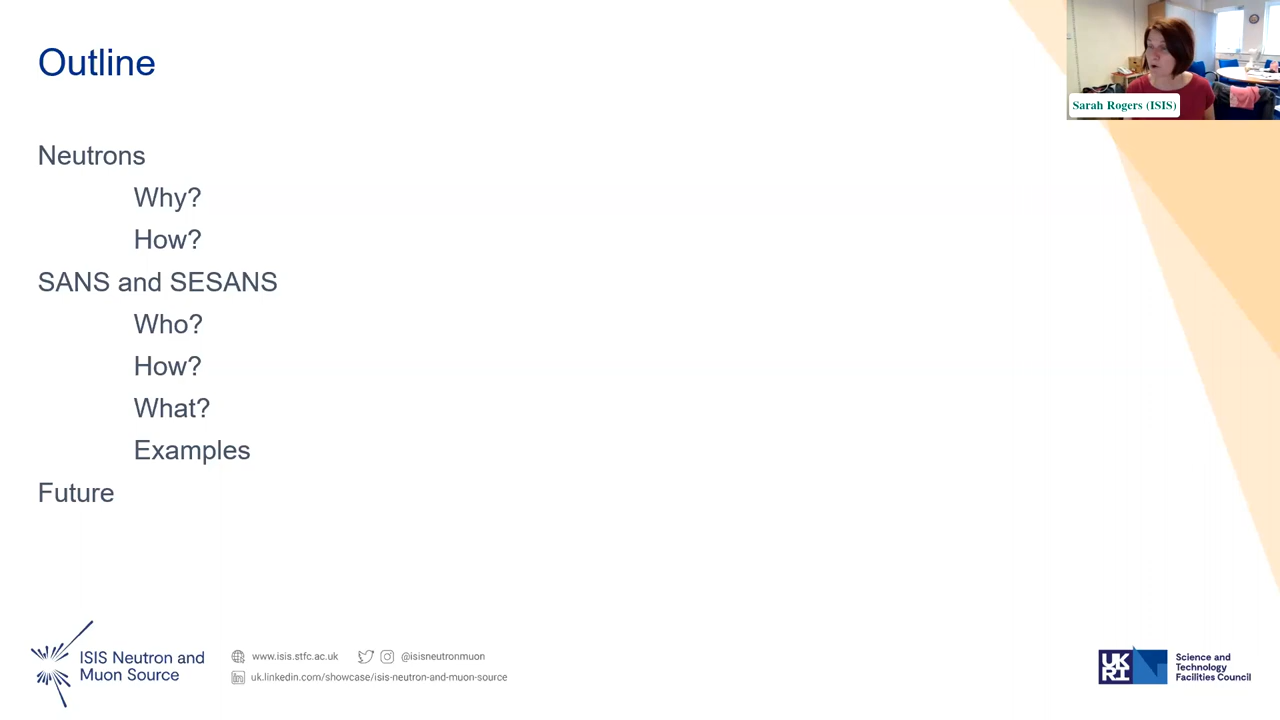 Outline
Sarah Rogers (ISIS)
Neutrons
Why?
How?
SANS and SESANS
Who?
How?
What?
Examples
Future
ISIS Neutron and
Muon Source
www.isis.stfc.ac.uk
@isisneutronmuon
uk.linkedin.com/showcase/isis-neutron-and-muon-source
UK
RI
Science and
Technology
Facilities Council